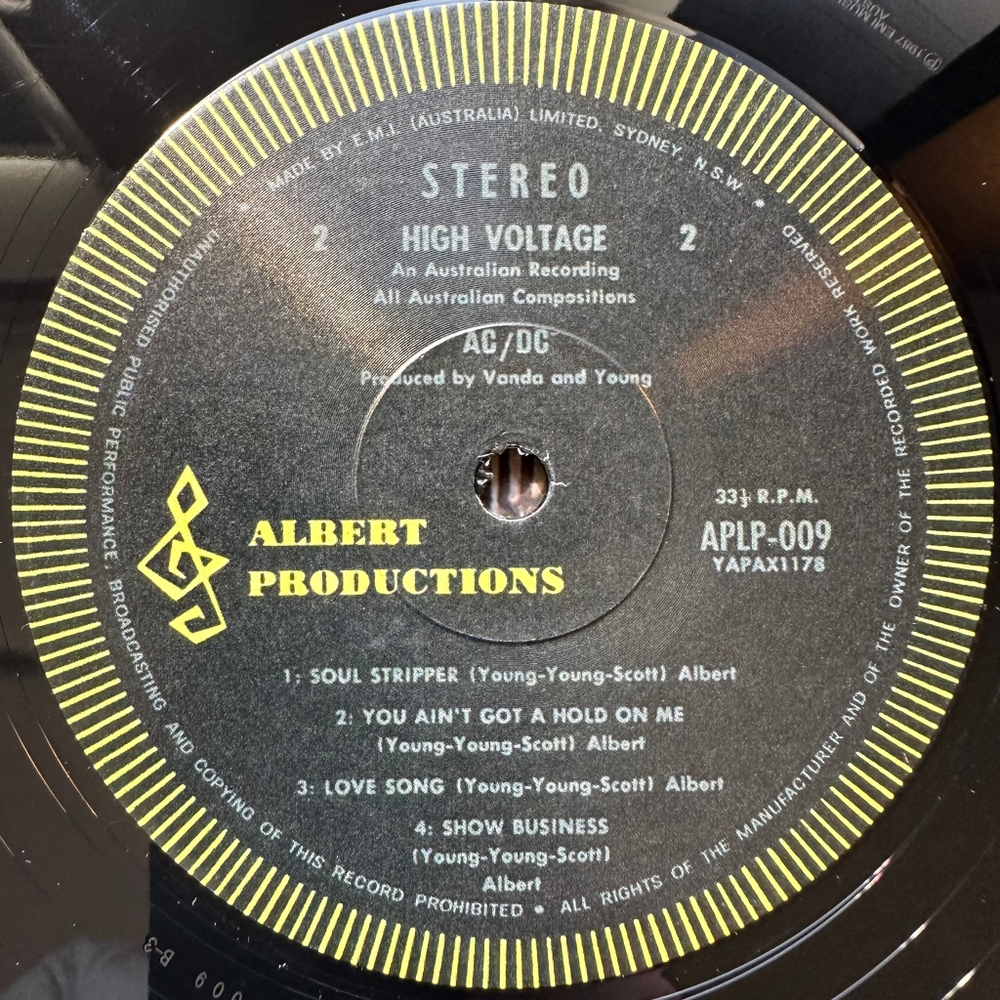 MADE BY E.M.I. (AUSTRALIA) LIMITED, SYDNEY, N.S.W.
STEREO
2 HIGH VOLTAGE 2
An Australian Recording
All Australian Compositions
AC/DC
Produced by Vanda and Young
ALBERT
PRODUCTIONS
33⅓ R.P.M.
APLP-009
YAPAX1178
1; SOUL STRIPPER (Young-Young-Scott) Albert
2: YOU AIN'T GOT A HOLD ON ME
(Young-Young-Scott) Albert
3: LOVE SONG (Young-Young-Scott) Albert
4: SHOW BUSINESS
(Young-Young-Scott)
Albert
UNAUTHORISED PUBLIC PERFORMANCE, BROADCASTING AND COPYING OF THIS RECORD PROHIBITED • ALL RIGHTS OF THE MANUFACTURER AND OF THE OWNER OF THE RECORDED WORK RESERVED
009 B-3